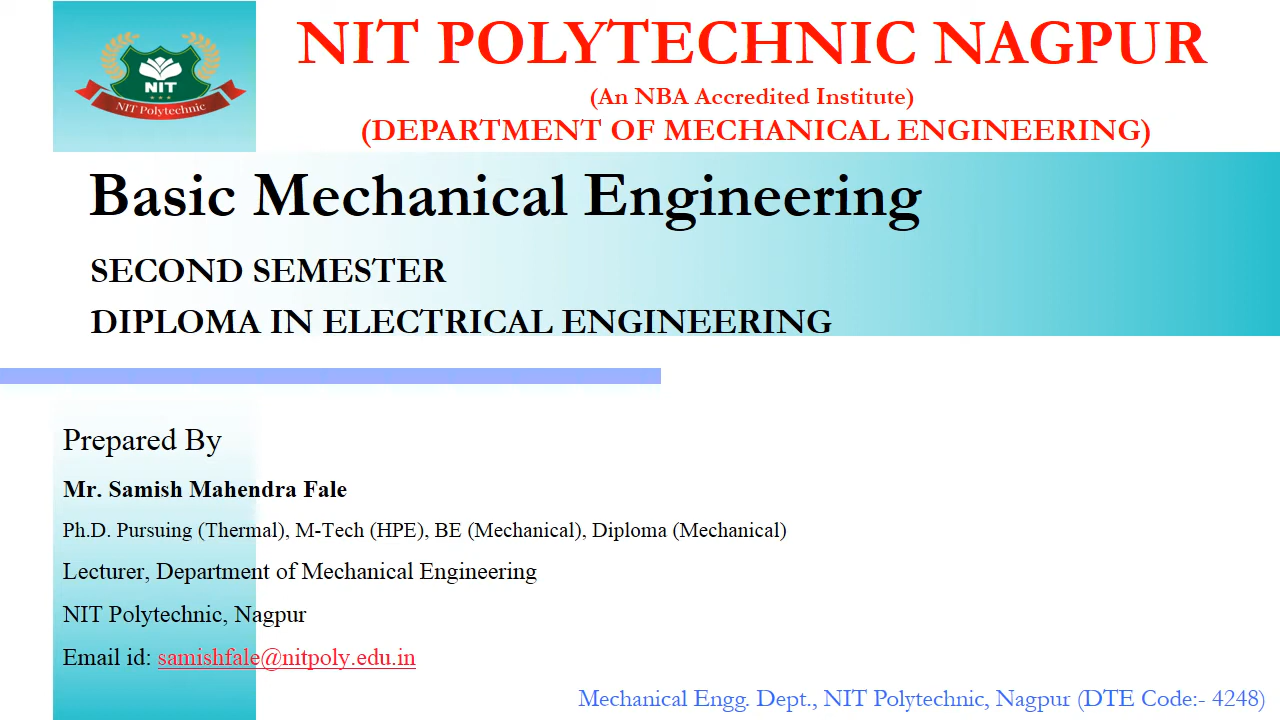 NIT POLYTECHNIC NAGPUR
(An NBA Accredited Institute)
(DEPARTMENT OF MECHANICAL ENGINEERING)
NIT
NIT Polytechnic
Basic Mechanical Engineering
SECOND SEMESTER
DIPLOMA IN ELECTRICAL ENGINEERING
Prepared By
Mr. Samish Mahendra Fale
Ph.D. Pursuing (Thermal), M-Tech (HPE), BE (Mechanical), Diploma (Mechanical)
Lecturer, Department of Mechanical Engineering
NIT Polytechnic, Nagpur
Email id: samishfale@nitpoly.edu.in
Mechanical Engg. Dept., NIT Polytechnic, Nagpur (DTE Code:- 4248)